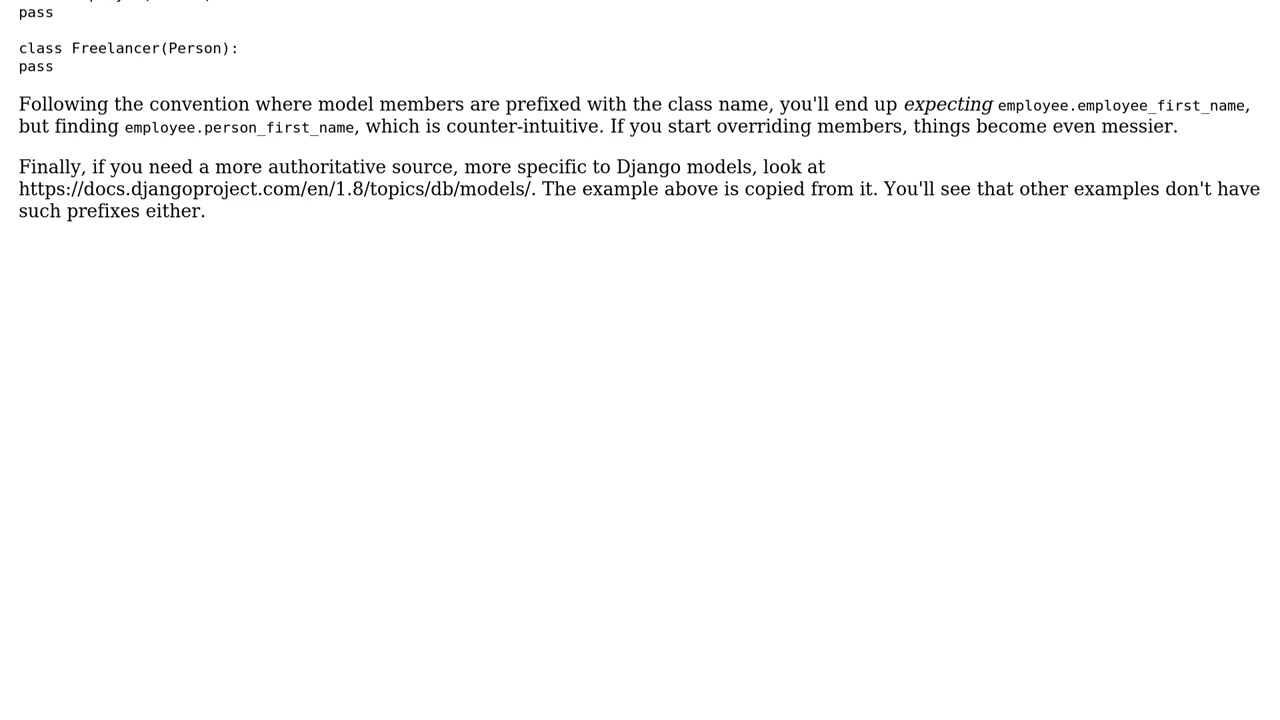 pass
class Freelancer(Person):
pass
Following the convention where model members are prefixed with the class name, you'll end up expecting employee.employee_first_name,
but finding employee.person_first_name, which is counter-intuitive. If you start overriding members, things become even messier.
Finally, if you need a more authoritative source, more specific to Django models, look at
https://docs.djangoproject.com/en/1.8/topics/db/models/. The example above is copied from it. You'll see that other examples don't have
such prefixes either.